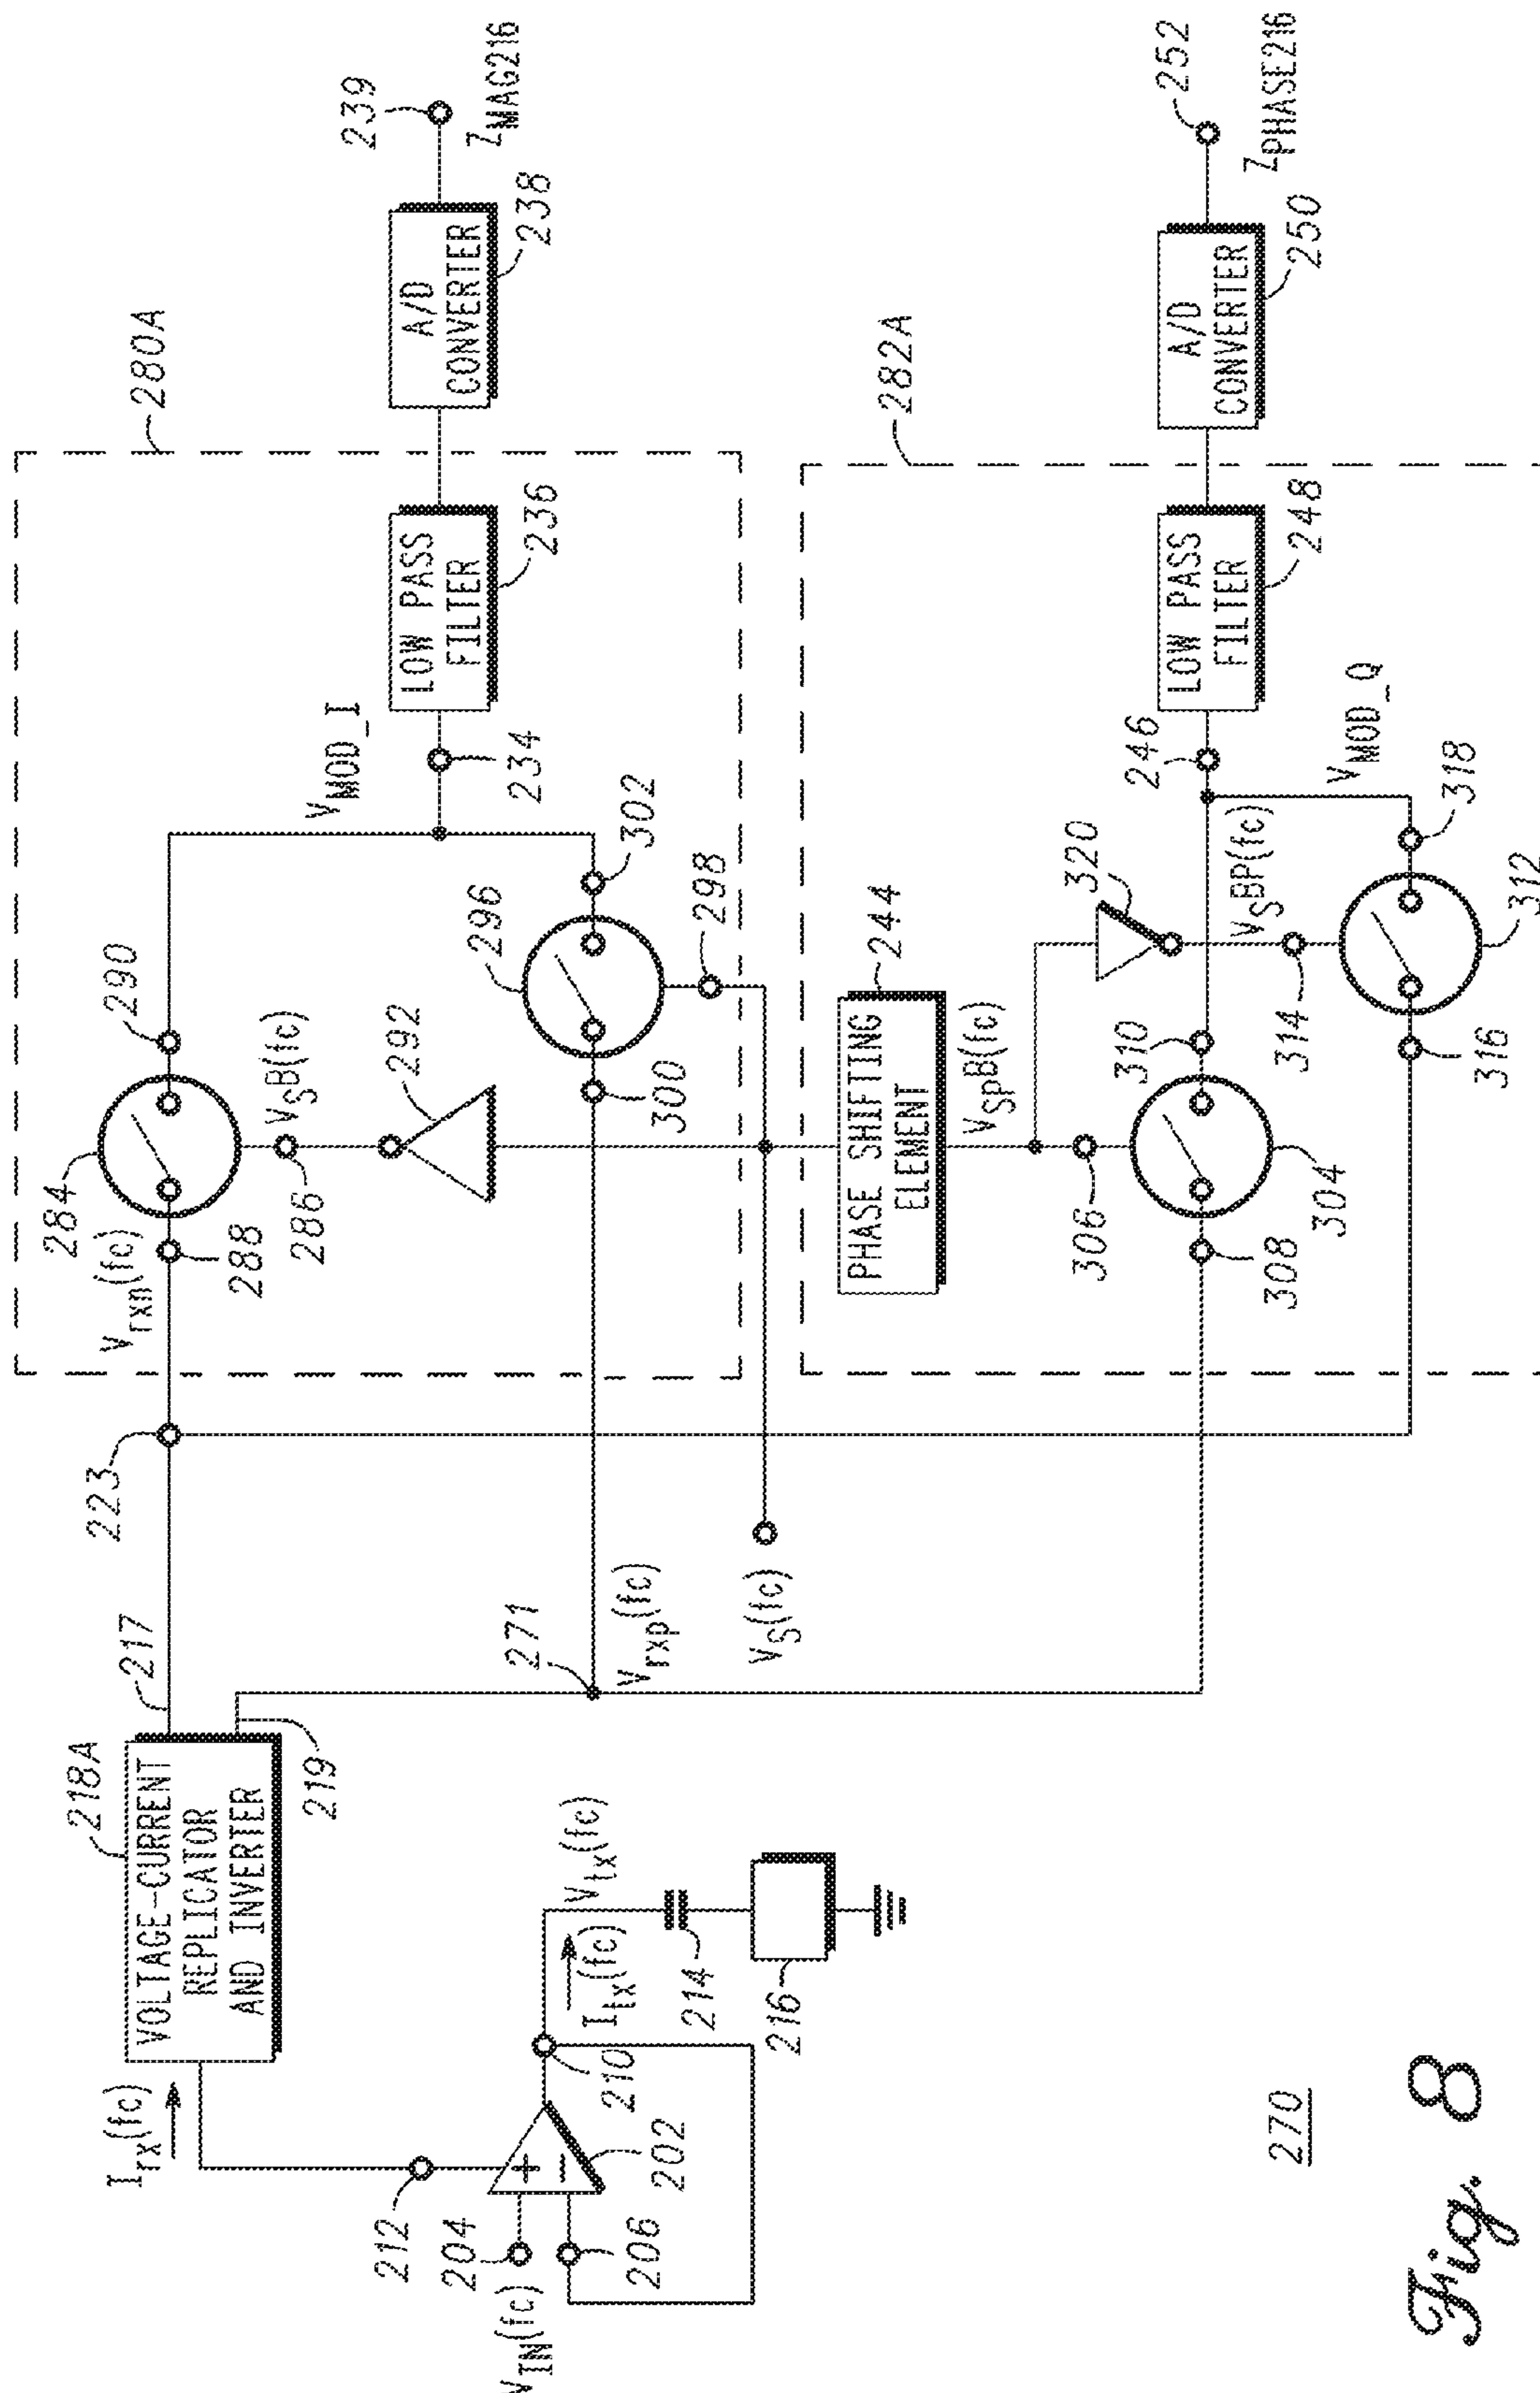 I_rx(fc)
VOLTAGE-CURRENT
REPLICATOR
AND INVERTER
218A
217
219
223
271
V_rxp(fc)
V_S(fc)
212
204
V_IN(fc)
206
202
210
I_tx(fc)
V_tx(fc)
214
216
280A
V_rxn(fc)
284
288
290
286
V_SB(fc)
292
296
298
300
302
V_MOD_I
234
LOW PASS
FILTER
236
A/D
CONVERTER
238
239
Z_MAG216
282A
PHASE SHIFTING
ELEMENT
244
V_SPB(fc)
306
308
304
310
320
V_SBP(fc)
314
316
312
318
V_MOD_Q
246
LOW PASS
FILTER
248
A/D
CONVERTER
250
252
Z_PHASE216
270
Fig. 8